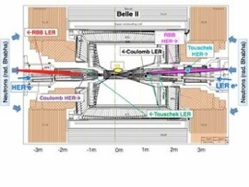 Belle II
←RBB LER
RBB
HER→
Touschek
HER→
←Coulomb LER
Neutrons (rad. Bhabha)
Neutrons (rad. Bhabha)
HER
LER
Coulomb HER→
←Touschek LER
-3m
-2m
-1m
0m
1m
2m
3m